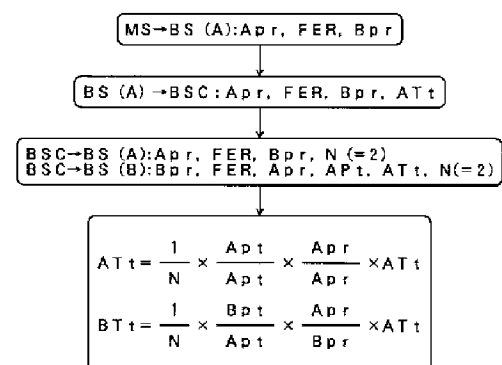 MS→BS (A):Apr, FER, Bpr
BS (A) →BSC:Apr, FER, Bpr, ATt
BSC→BS (A):Apr, FER, Bpr, N (=2)
BSC→BS (B):Bpr, FER, Apr, APt, ATt, N(=2)
ATt= 1/N × Apt/Apt × Apr/Apr ×ATt
BTt= 1/N × Bpt/Apt × Apr/Bpr ×ATt